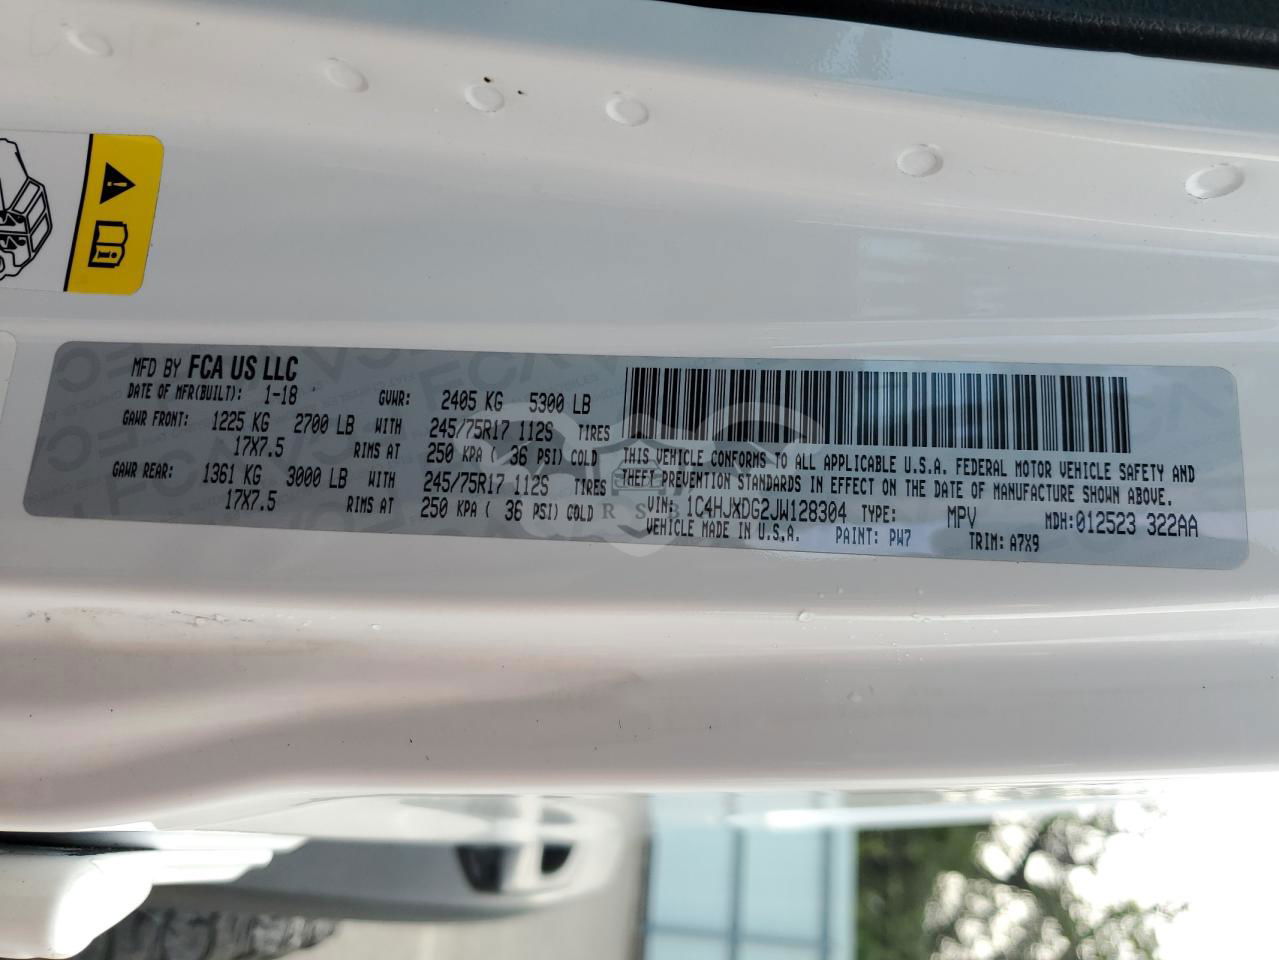 MFD BY FCA US LLC
DATE OF MFR(BUILT): 1-18 GVWR: 2405 KG 5300 LB
GAWR FRONT: 1225 KG 2700 LB WITH 245/75R17 112S TIRES
17X7.5 RIMS AT 250 KPA ( 36 PSI) COLD
GAWR REAR: 1361 KG 3000 LB WITH 245/75R17 112S TIRES
17X7.5 RIMS AT 250 KPA ( 36 PSI) COLD
THIS VEHICLE CONFORMS TO ALL APPLICABLE U.S.A. FEDERAL MOTOR VEHICLE SAFETY AND
THEFT PREVENTION STANDARDS IN EFFECT ON THE DATE OF MANUFACTURE SHOWN ABOVE.
VIN: 1C4HJXDG2JW128304 TYPE: MPV MDH: 012523 322AA
VEHICLE MADE IN U.S.A. PAINT: PW7 TRIM: A7X9
RSB